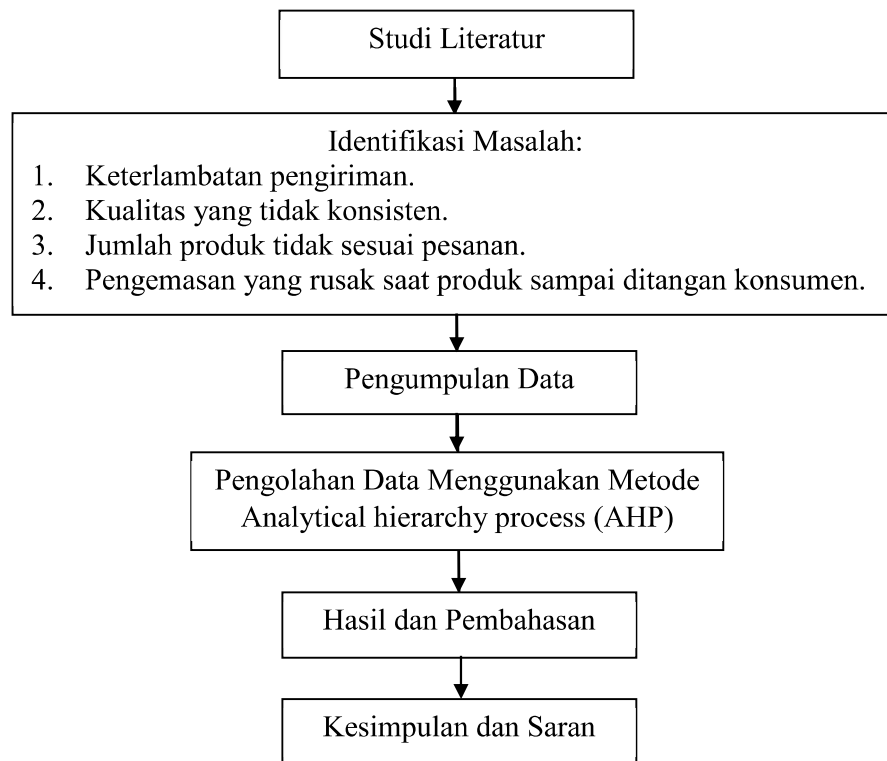 Studi Literatur
Identifikasi Masalah:
1. Keterlambatan pengiriman.
2. Kualitas yang tidak konsisten.
3. Jumlah produk tidak sesuai pesanan.
4. Pengemasan yang rusak saat produk sampai ditangan konsumen.
Pengumpulan Data
Pengolahan Data Menggunakan Metode
Analytical hierarchy process (AHP)
Hasil dan Pembahasan
Kesimpulan dan Saran